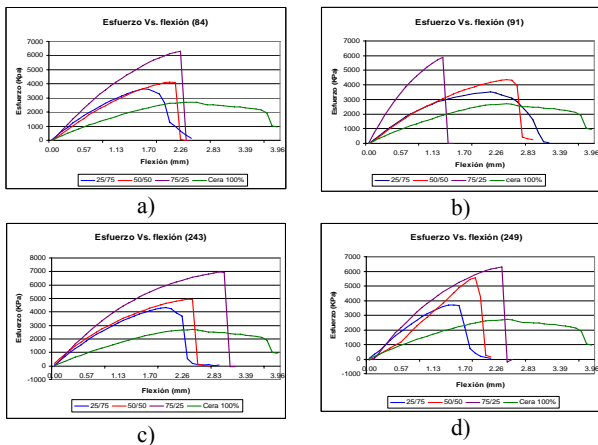 Esfuerzo Vs. flexión (84)
Esfuerzo (Kpa)
7000
6000
5000
4000
3000
2000
1000
0
0.00 0.57 1.13 1.70 2.26 2.83 3.39 3.96
Flexión (mm)
25/75 50/50 75/25 Cera 100%
a)
Esfuerzo Vs. flexión (91)
Esfuerzo (KPa)
7000
6000
5000
4000
3000
2000
1000
0
0.00 0.57 1.13 1.70 2.26 2.83 3.39 3.96
Flexión (mm)
25/75 50/50 75/25 Cera 100%
b)
Esfuerzo Vs. flexión (243)
Esfuerzo (KPa)
8000
7000
6000
5000
4000
3000
2000
1000
0
-1000
0.00 0.57 1.13 1.70 2.26 2.83 3.39 3.96
Flexión (mm)
25/75 50/50 75/25 Cera 100%
c)
Esfuerzo Vs. flexión (249)
Esfuerzo (KPa)
7000
6000
5000
4000
3000
2000
1000
0
-1000
0.00 0.57 1.13 1.70 2.26 2.83 3.39 3.96
Flexión (mm)
25/75 50/50 75/25 Cera 100%
d)